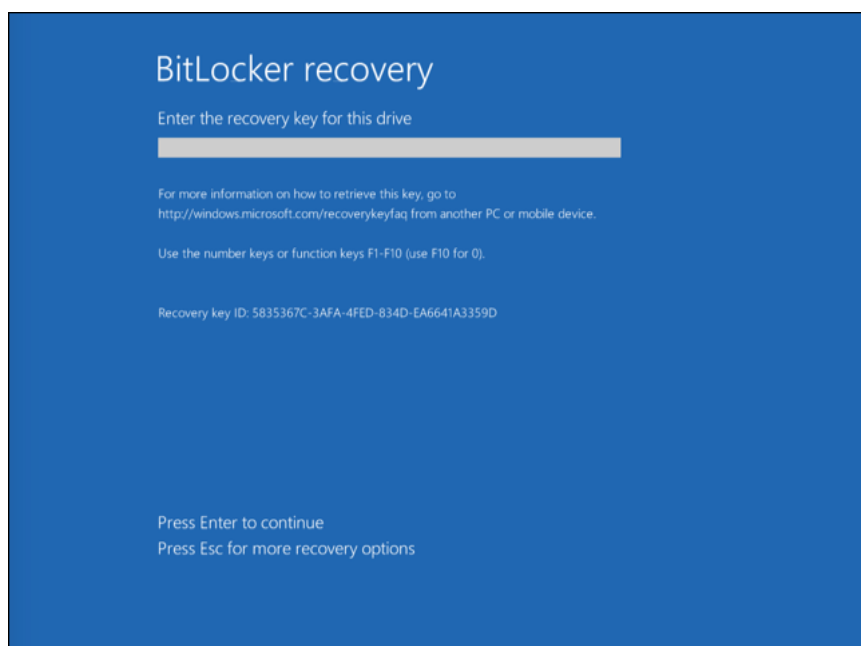 BitLocker recovery
Enter the recovery key for this drive
For more information on how to retrieve this key, go to
http://windows.microsoft.com/recoverykeyfaq from another PC or mobile device.
Use the number keys or function keys F1-F10 (use F10 for 0).
Recovery key ID: 5835367C-3AFA-4FED-834D-EA6641A3359D
Press Enter to continue
Press Esc for more recovery options